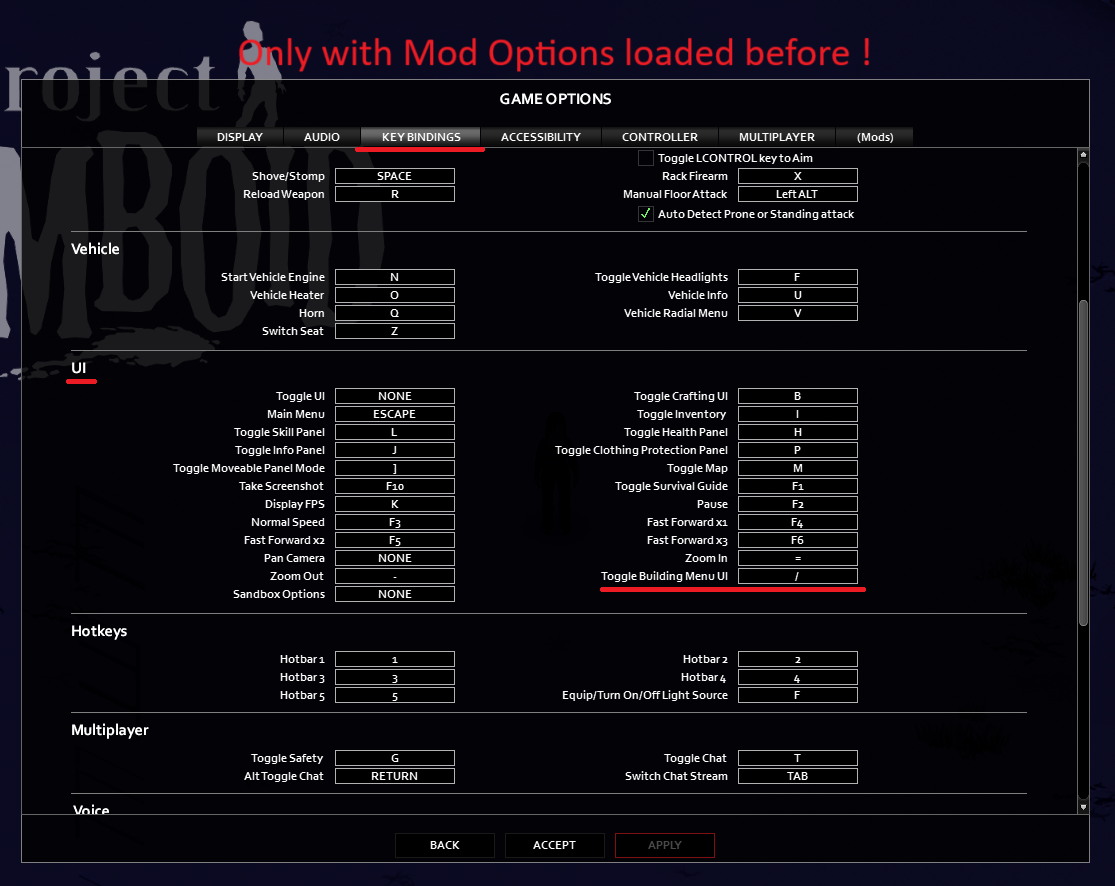 Only with Mod Options loaded before !
roject
MBOID
GAME OPTIONS
DISPLAY AUDIO KEY BINDINGS ACCESSIBILITY CONTROLLER MULTIPLAYER (Mods)
Toggle LCONTROL key to Aim
Shove/Stomp SPACE Rack Firearm X
Reload Weapon R Manual Floor Attack Left ALT
Auto Detect Prone or Standing attack
Vehicle
Start Vehicle Engine N Toggle Vehicle Headlights F
Vehicle Heater O Vehicle Info U
Horn Q Vehicle Radial Menu V
Switch Seat Z
UI
Toggle UI NONE Toggle Crafting UI B
Main Menu ESCAPE Toggle Inventory I
Toggle Skill Panel L Toggle Health Panel H
Toggle Info Panel J Toggle Clothing Protection Panel P
Toggle Moveable Panel Mode ] Toggle Map M
Take Screenshot F10 Toggle Survival Guide F1
Display FPS K Pause F2
Normal Speed F3 Fast Forward x1 F4
Fast Forward x2 F5 Fast Forward x3 F6
Pan Camera NONE Zoom In =
Zoom Out - Toggle Building Menu UI /
Sandbox Options NONE
Hotkeys
Hotbar 1 1 Hotbar 2 2
Hotbar 3 3 Hotbar 4 4
Hotbar 5 5 Equip/Turn On/Off Light Source F
Multiplayer
Toggle Safety G Toggle Chat T
Alt Toggle Chat RETURN Switch Chat Stream TAB
Voice
BACK ACCEPT APPLY